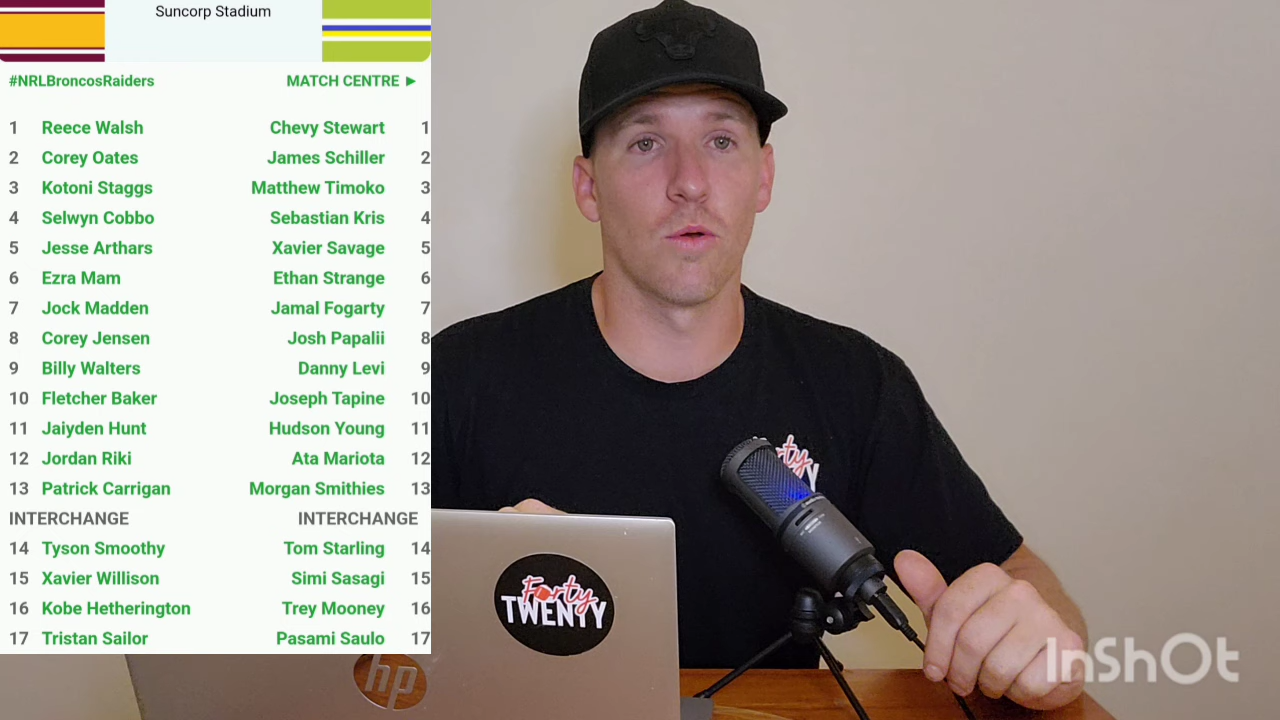 Suncorp Stadium
#NRLBroncosRaiders MATCH CENTRE ►
1 Reece Walsh Chevy Stewart 1
2 Corey Oates James Schiller 2
3 Kotoni Staggs Matthew Timoko 3
4 Selwyn Cobbo Sebastian Kris 4
5 Jesse Arthars Xavier Savage 5
6 Ezra Mam Ethan Strange 6
7 Jock Madden Jamal Fogarty 7
8 Corey Jensen Josh Papalii 8
9 Billy Walters Danny Levi 9
10 Fletcher Baker Joseph Tapine 10
11 Jaiyden Hunt Hudson Young 11
12 Jordan Riki Ata Mariota 12
13 Patrick Carrigan Morgan Smithies 13
INTERCHANGE INTERCHANGE
14 Tyson Smoothy Tom Starling 14
15 Xavier Willison Simi Sasagi 15
16 Kobe Hetherington Trey Mooney 16
17 Tristan Sailor Pasami Saulo 17
Forty
TWENTY
hp
InShOt